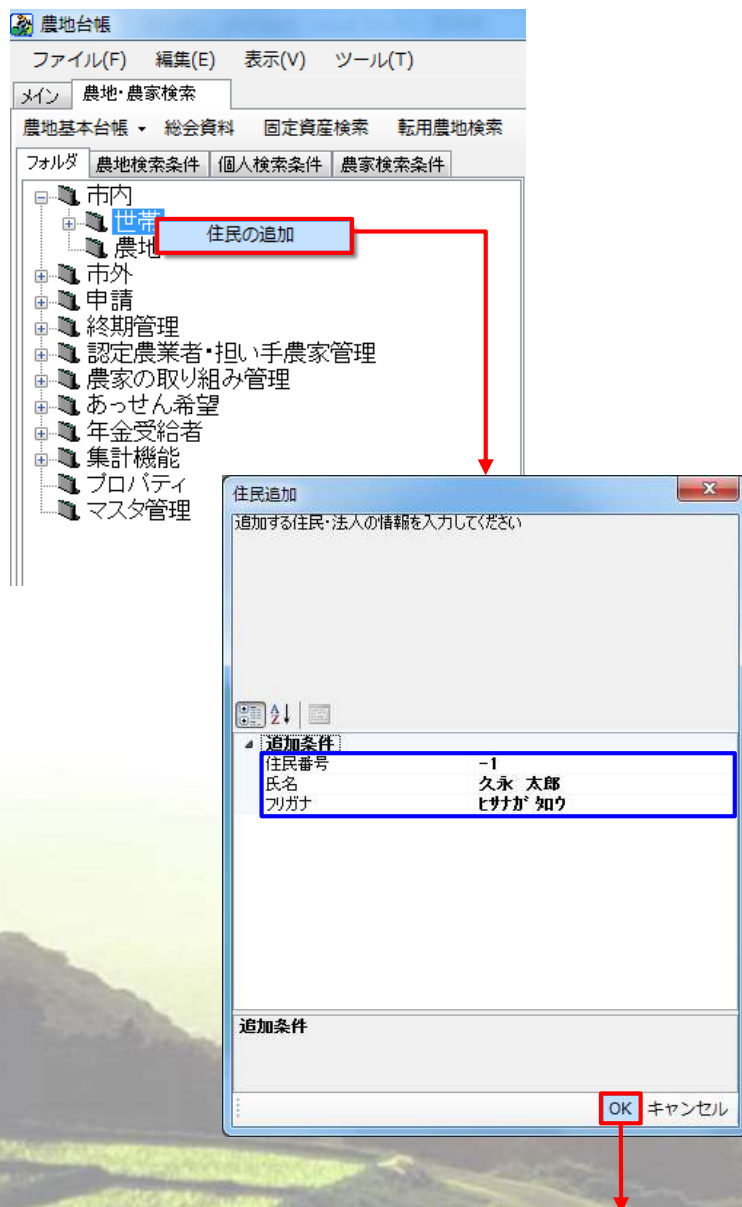 農地台帳
ファイル(F) 編集(E) 表示(V) ツール(T)
メイン 農地・農家検索
農地基本台帳 総会資料 固定資産検索 転用農地検索
フォルダ 農地検索条件 個人検索条件 農家検索条件
市内
世帯
住民の追加
農地
市外
申請
終期管理
認定農業者・担い手農家管理
農家の取り組み管理
あっせん希望
年金受給者
集計機能
プロパティ
マスタ管理
住民追加
追加する住民・法人の情報を入力してください
追加条件
住民番号 -1
氏名 久永 太郎
フリガナ ヒサナガ タロウ
追加条件
OK キャンセル